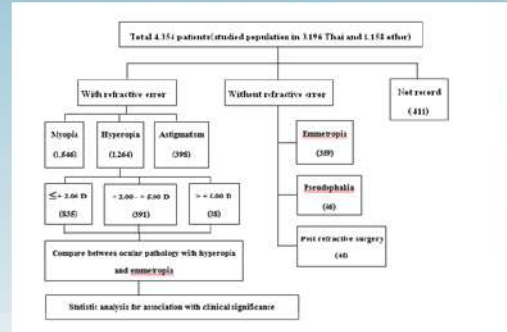 Total 4.354 patients(studied population in 3.196 Thai and 1.158 other)
With refractive error
Without refractive error
Not record
(411)
Myopia
(1,846)
Hyperopia
(1,264)
Astigmatism
(398)
Emmetropia
(389)
≤+ 2.00 D
(835)
+ 2.00 - + 5.00 D
(391)
> + 5.00 D
(38)
Pseudophakia
(46)
Post refractive surgery
Compare between ocular pathology with hyperopia
and emmetropia
Statistic analysis for association with clinical significance